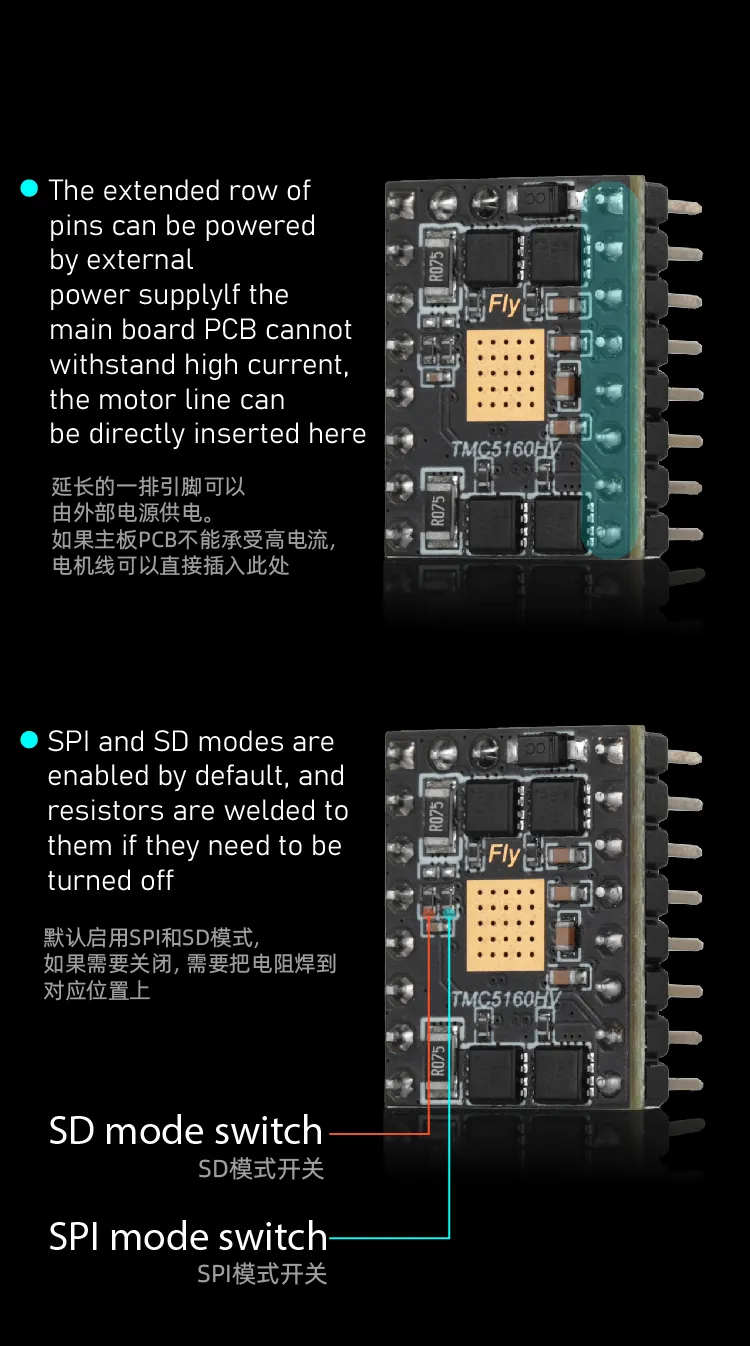 The extended row of
pins can be powered
by external
power supplylf the
main board PCB cannot
withstand high current,
the motor line can
be directly inserted here
延长的一排引脚可以
由外部电源供电。
如果主板PCB不能承受高电流,
电机线可以直接插入此处
R075
Fly
TMC5160HV
R075
SPI and SD modes are
enabled by default, and
resistors are welded to
them if they need to be
turned off
默认启用SPI和SD模式,
如果需要关闭, 需要把电阻焊到
对应位置上
R075
Fly
TMC5160HV
R075
SD mode switch
SD模式开关
SPI mode switch
SPI模式开关